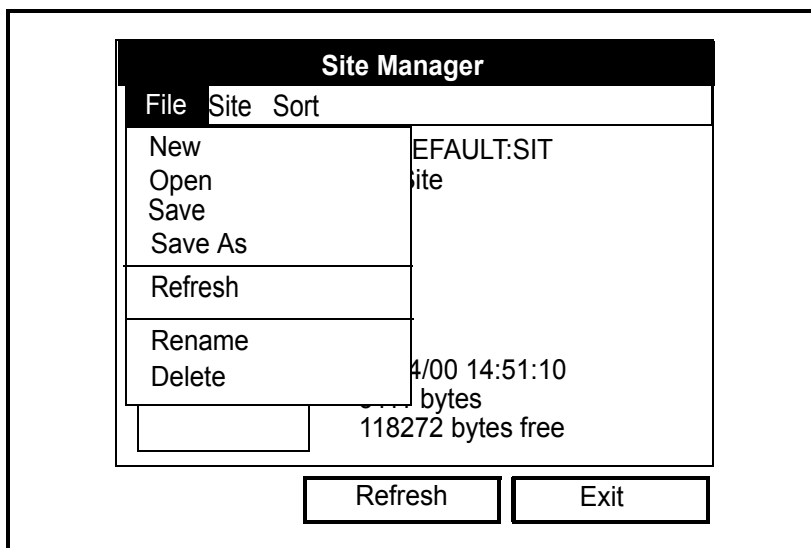 Site Manager
File Site Sort
New
EFAULT:SIT
Open
ite
Save
Save As
Refresh
Rename
Delete
4/00 14:51:10
bytes
118272 bytes free
Refresh Exit